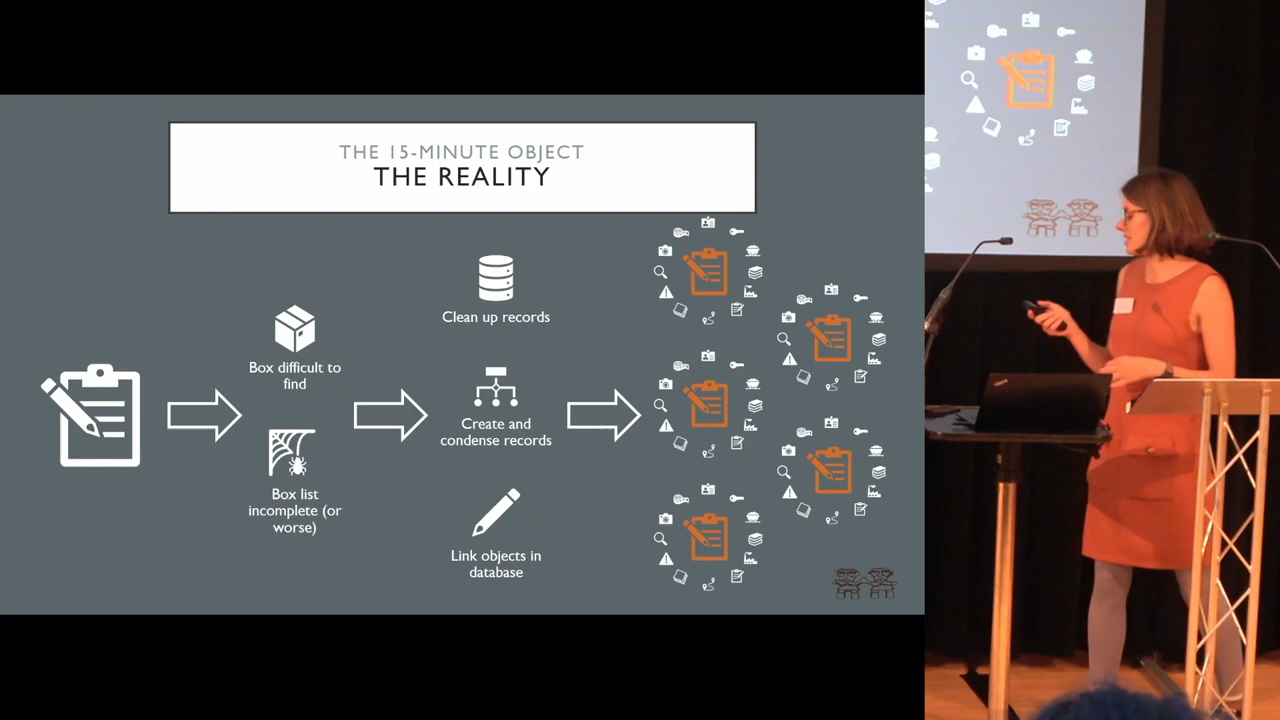 THE 15-MINUTE OBJECT
THE REALITY
Box difficult to
find
Box list
incomplete (or
worse)
Clean up records
Create and
condense records
Link objects in
database